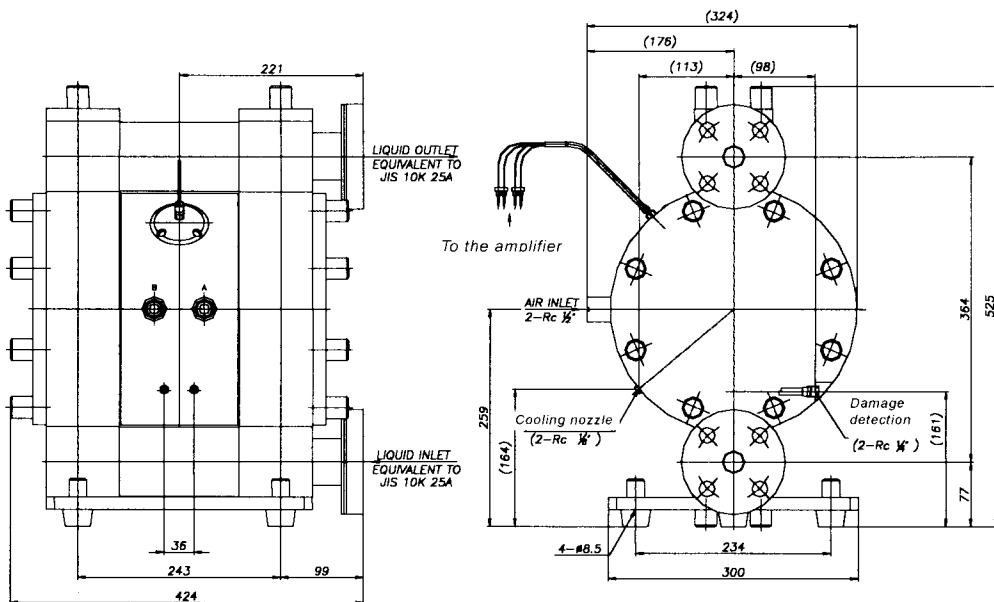 221
LIQUID OUTLET
EQUIVALENT TO
JIS 10K 25A
B
A
LIQUID INLET
EQUIVALENT TO
JIS 10K 25A
36
243
99
424
(324)
(176)
(113)
(98)
To the amplifier
AIR INLET
2-Rc ½"
Cooling nozzle
(2-Rc ⅛")
Damage
detection
(2-Rc ¼")
259
(164)
(161)
364
525
77
4-ø8.5
234
300